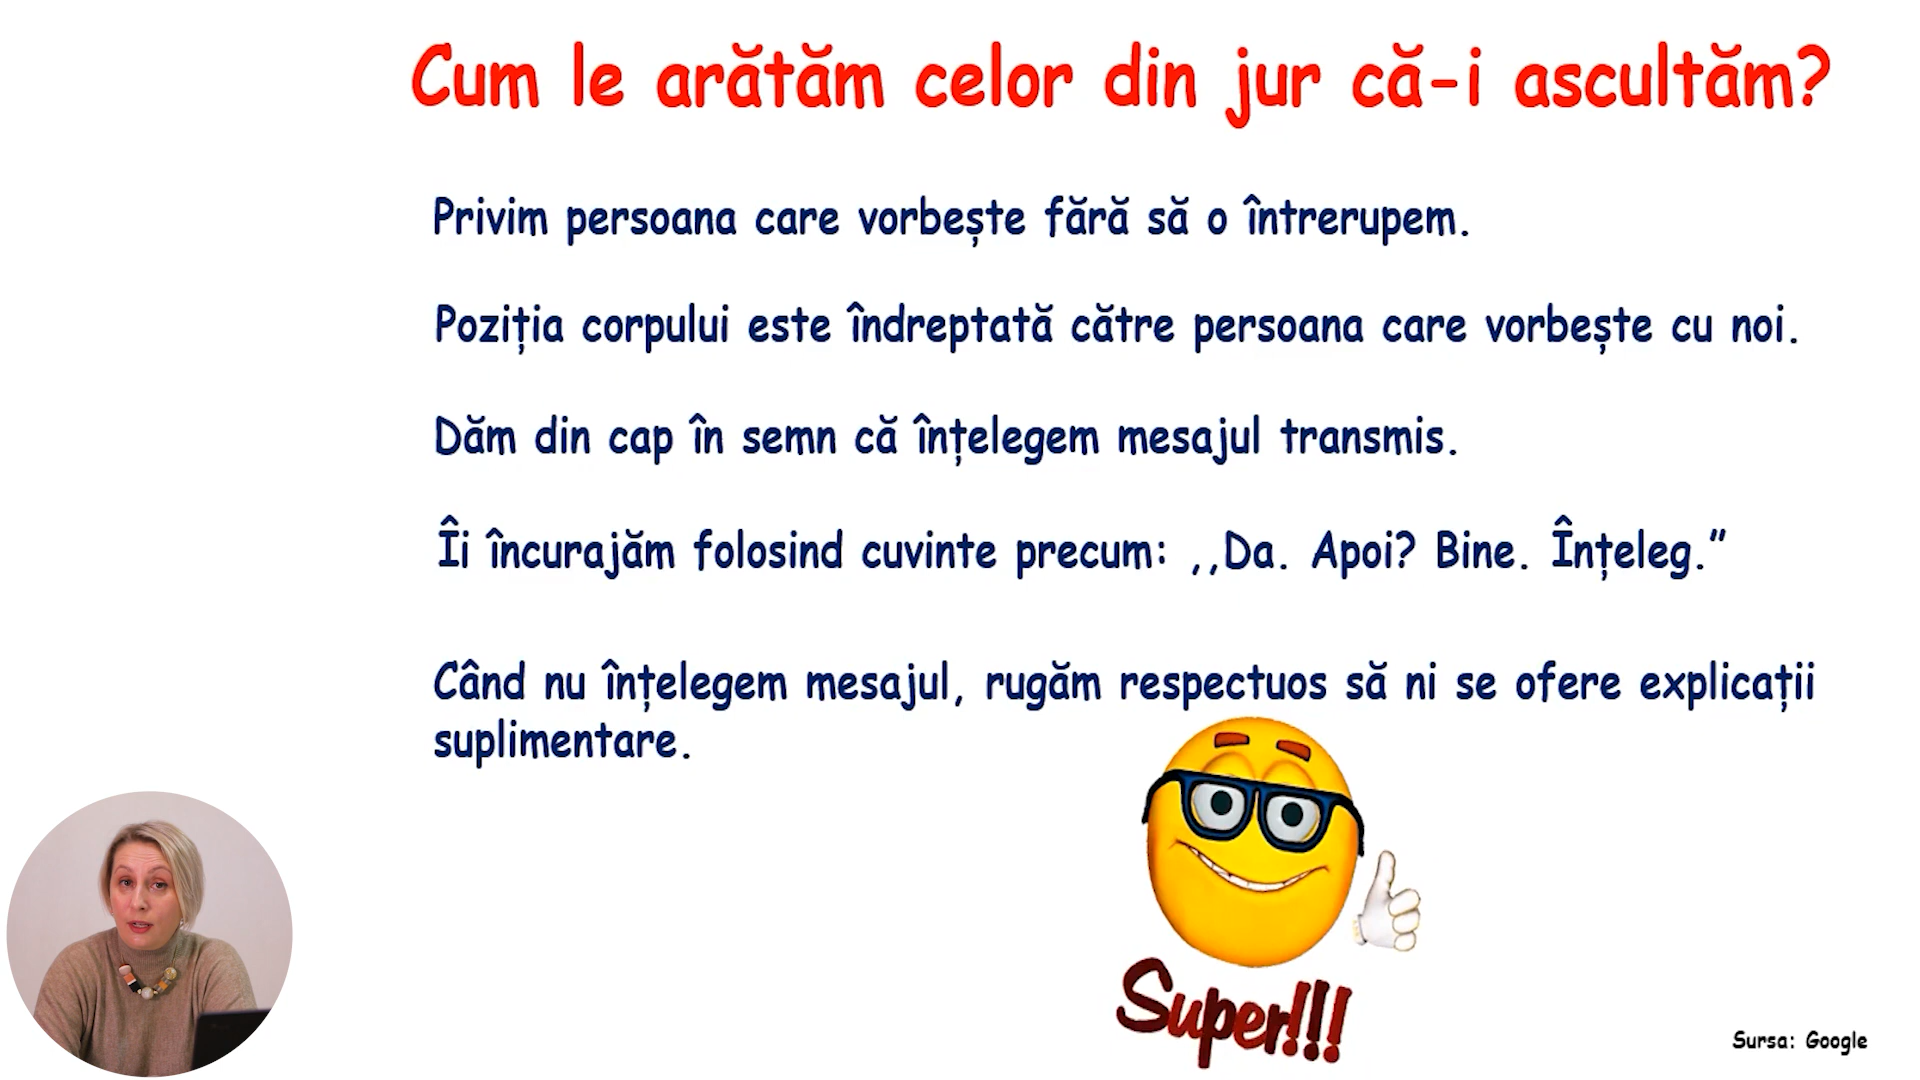 Cum le arătăm celor din jur că-i ascultăm?
Privim persoana care vorbește fără să o întrerupem.
Poziția corpului este îndreptată către persoana care vorbește cu noi.
Dăm din cap în semn că înțelegem mesajul transmis.
Îi încurajăm folosind cuvinte precum: ,,Da. Apoi? Bine. Înțeleg.”
Când nu înțelegem mesajul, rugăm respectuos să ni se ofere explicații
suplimentare.
Super!!!
Sursa: Google